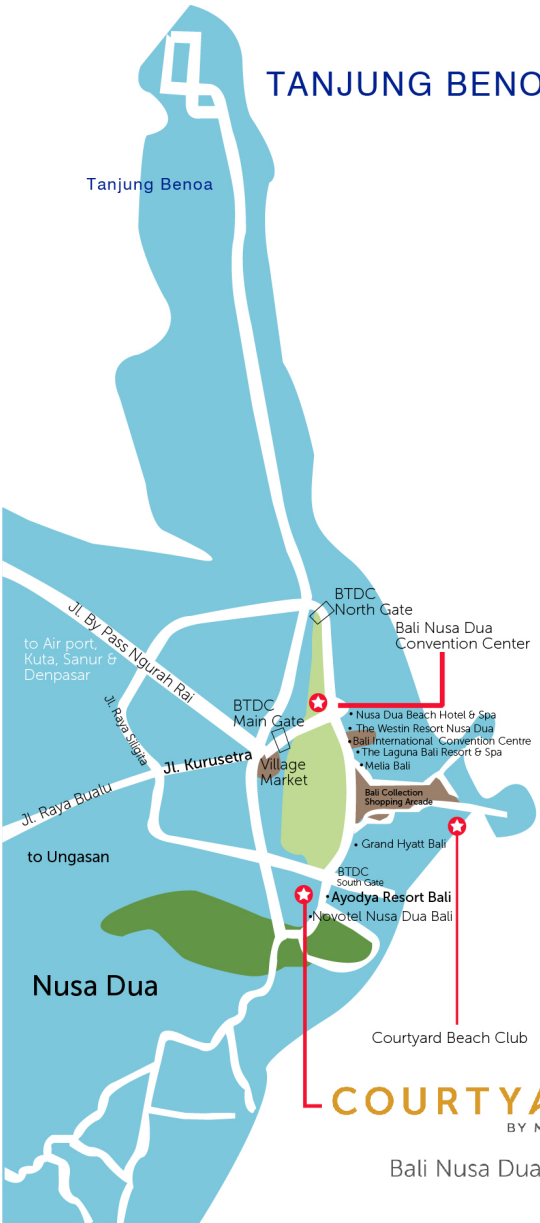 TANJUNG BENO
Tanjung Benoa
BTDC
North Gate
Bali Nusa Dua
Convention Center
Jl. By Pass Ngurah Rai
to Air port,
Kuta, Sanur &
Denpasar
Jl. Raya Siligita
BTDC
Main Gate
• Nusa Dua Beach Hotel & Spa
• The Westin Resort Nusa Dua
• Bali International Convention Centre
• The Laguna Bali Resort & Spa
• Melia Bali
Jl. Kurusetra
Village
Market
Jl. Raya Bualu
Bali Collection
Shopping Arcade
• Grand Hyatt Bali
to Ungasan
BTDC
South Gate
• Ayodya Resort Bali
• Novotel Nusa Dua Bali
Nusa Dua
Courtyard Beach Club
COURTYA
BY M
Bali Nusa Dua